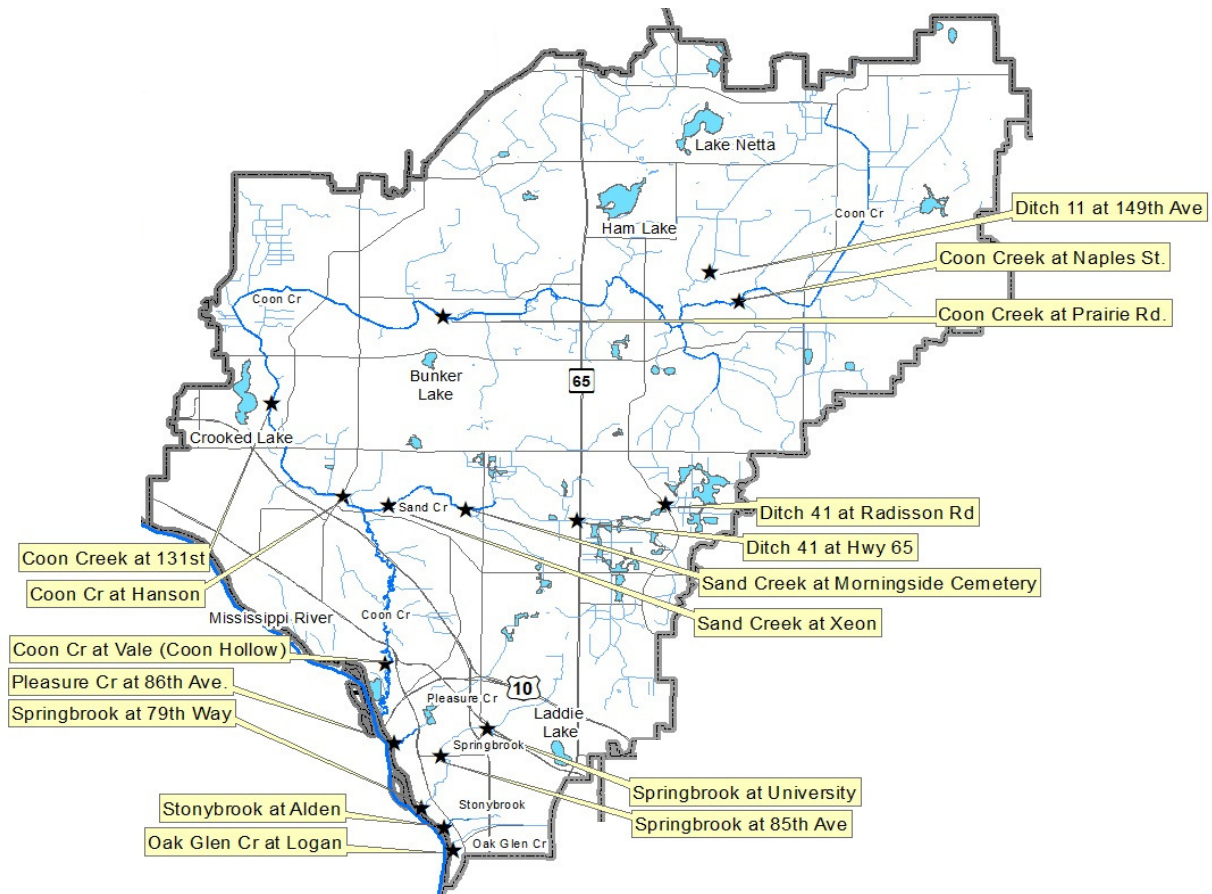 Lake Netta
Ditch 11 at 149th Ave
Coon Cr
Ham Lake
Coon Creek at Naples St.
Coon Cr
Coon Creek at Prairie Rd.
Bunker
Lake
65
Crooked Lake
Sand Cr
Ditch 41 at Radisson Rd
Ditch 41 at Hwy 65
Coon Creek at 131st
Sand Creek at Morningside Cemetery
Coon Cr at Hanson
Mississippi River
Coon Cr
Sand Creek at Xeon
Coon Cr at Vale (Coon Hollow)
Pleasure Cr at 86th Ave.
10
Pleasure Cr
Springbrook at 79th Way
Laddie
Lake
Springbrook
Springbrook at University
Stonybrook at Alden
Stonybrook
Springbrook at 85th Ave
Oak Glen Cr at Logan
Oak Glen Cr